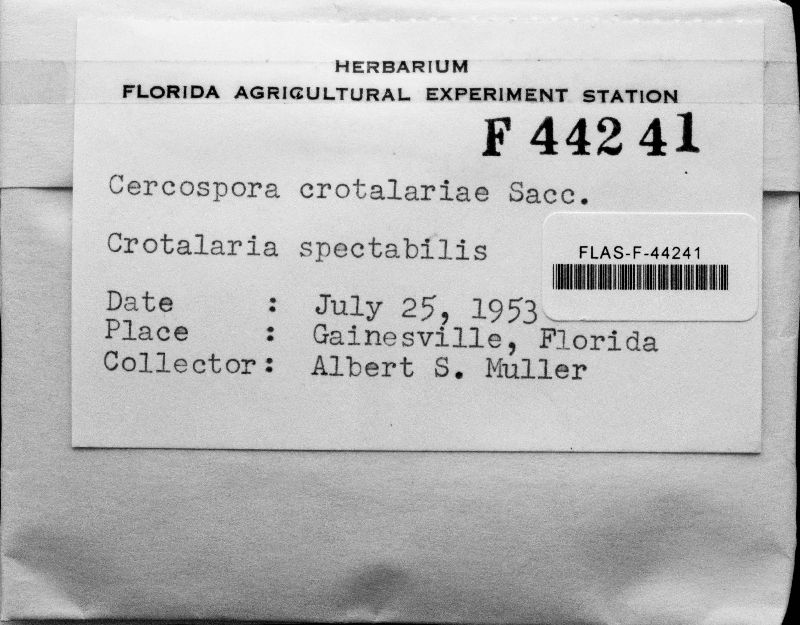 HERBARIUM
FLORIDA AGRICULTURAL EXPERIMENT STATION
F 44241
Cercospora crotalariae Sacc.
Crotalaria spectabilis
FLAS-F-44241
Date : July 25, 1953
Place : Gainesville, Florida
Collector: Albert S. Muller